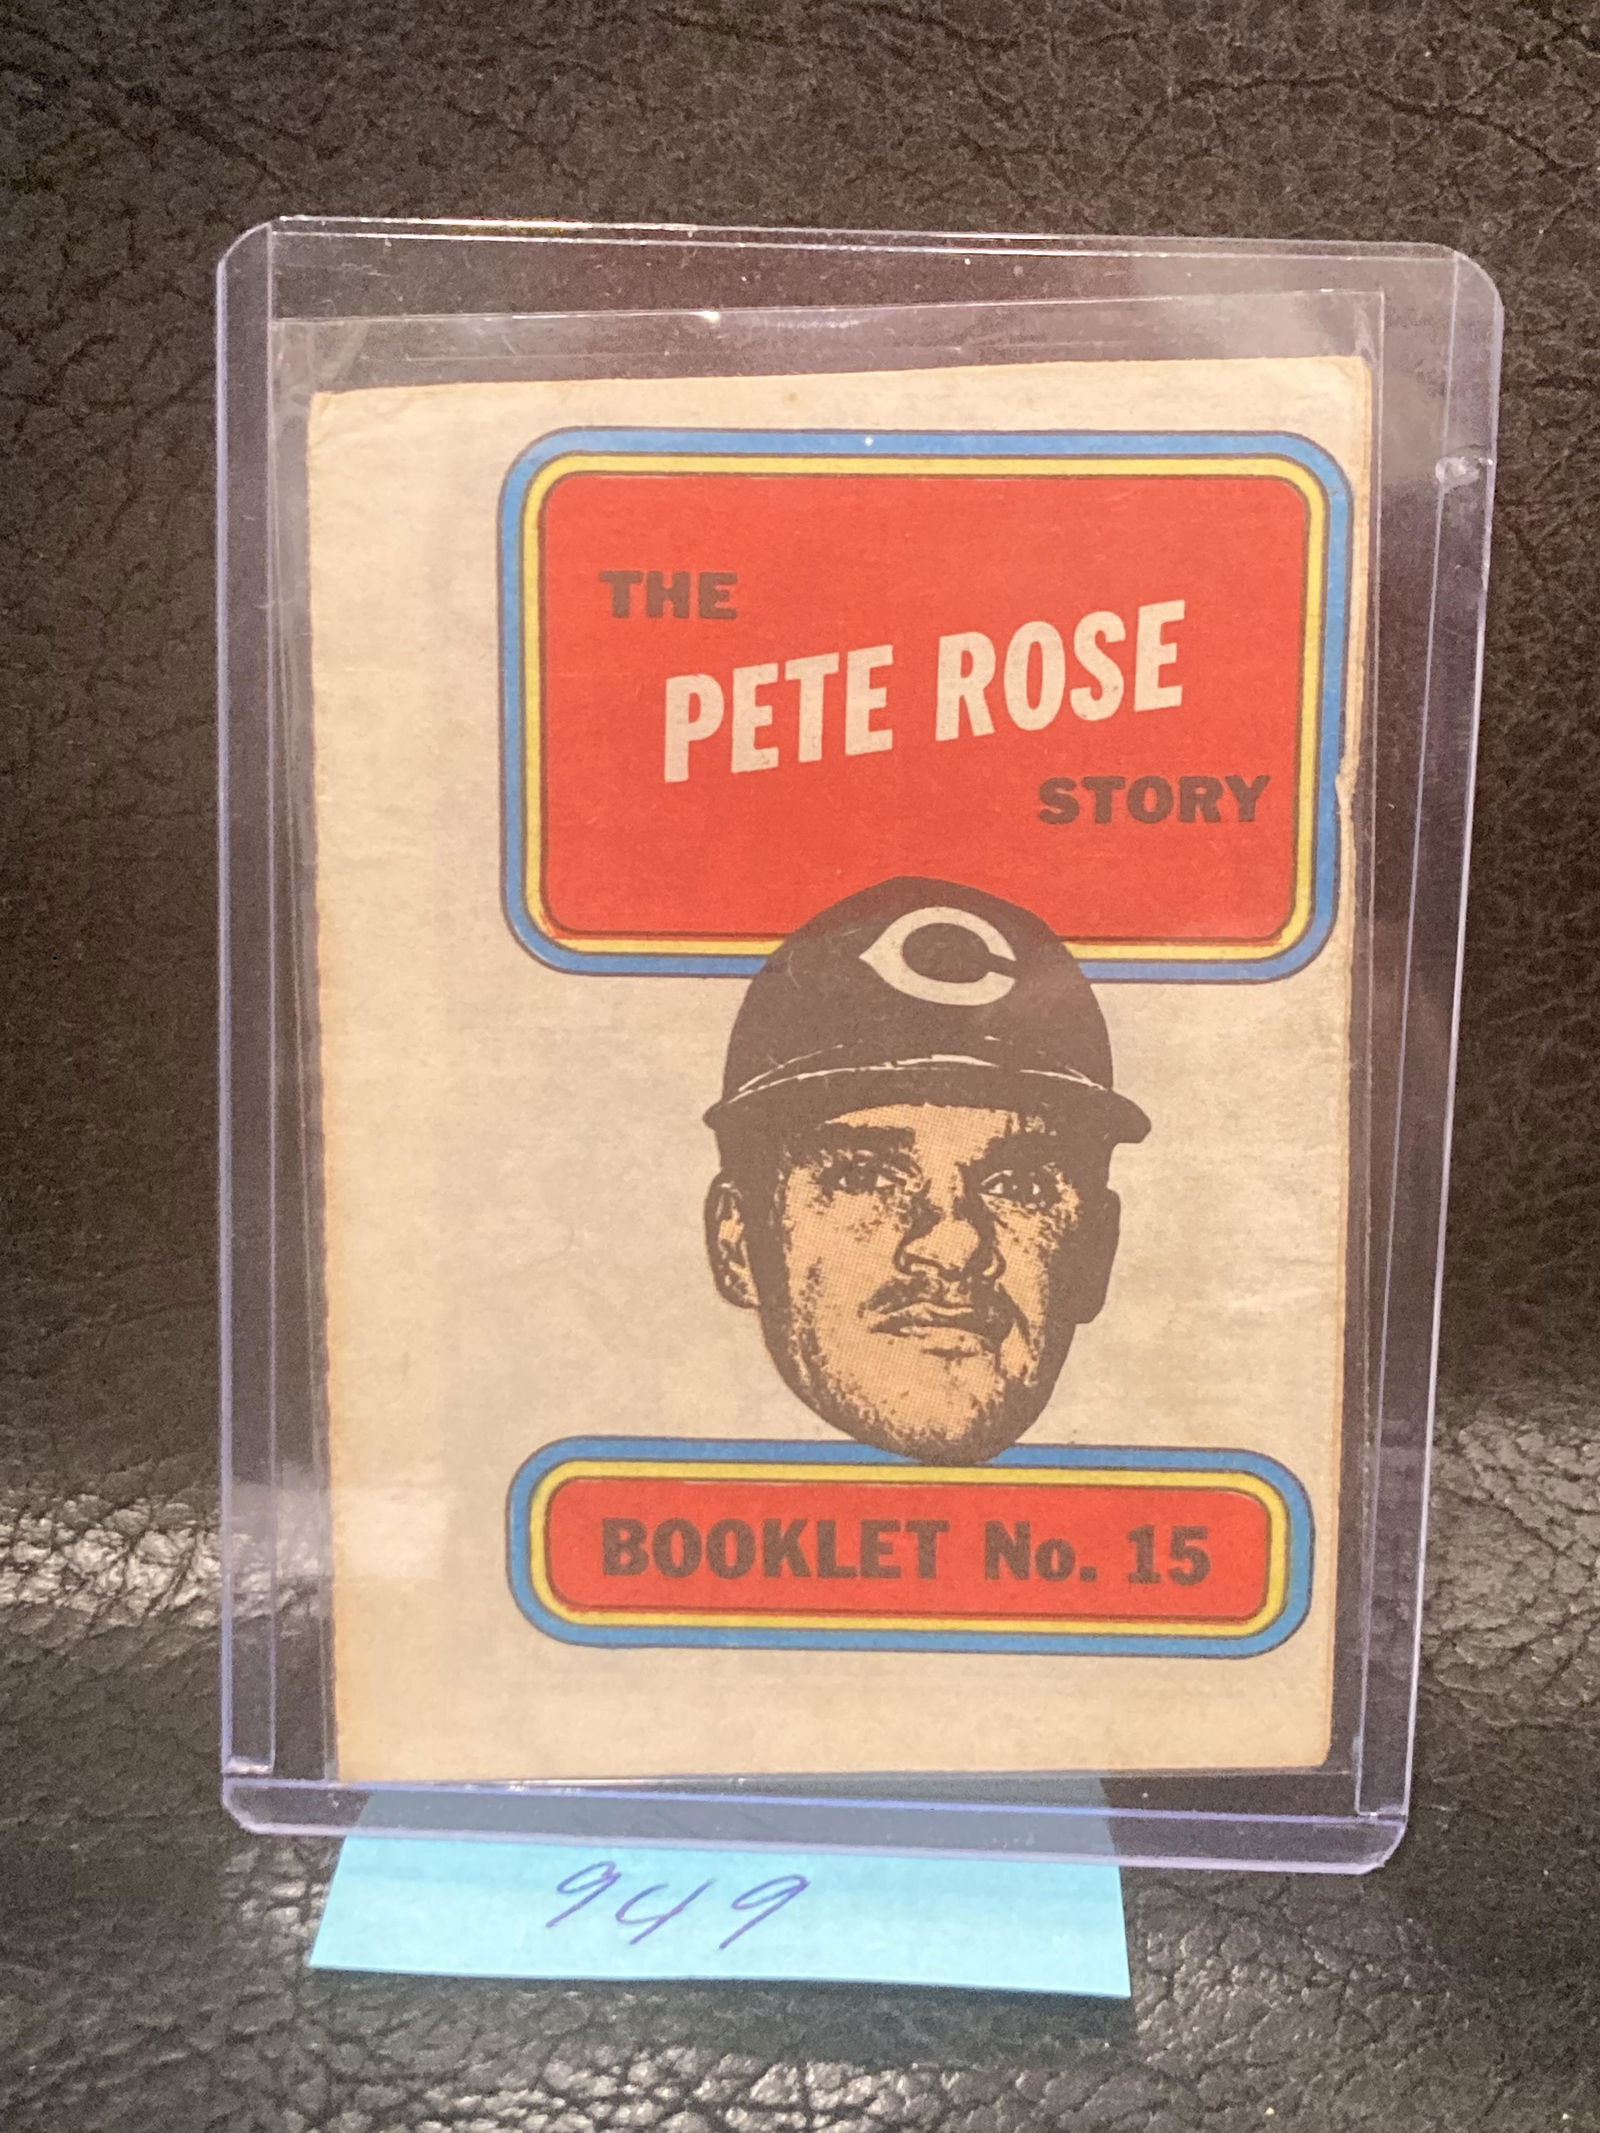 THE
PETE ROSE
STORY
C
BOOKLET No. 15
949